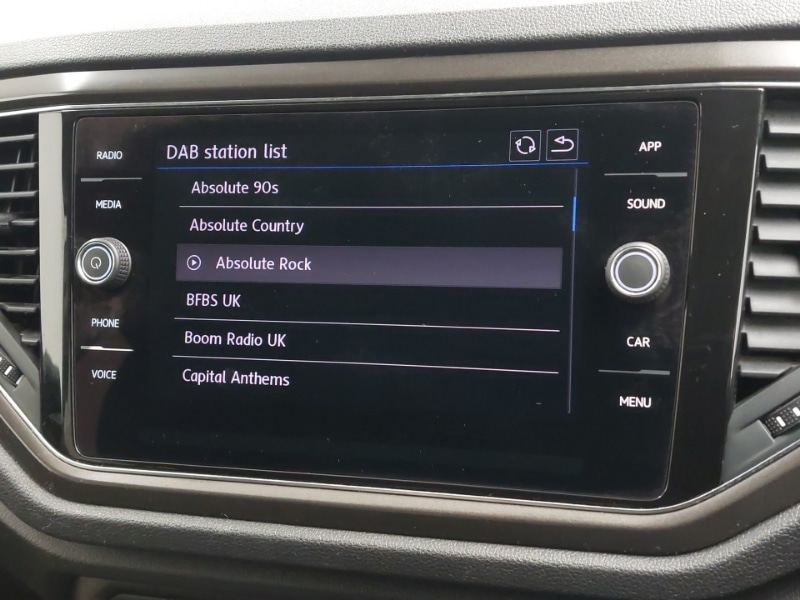 DAB station list
RADIO
MEDIA
PHONE
VOICE
Absolute 90s
Absolute Country
Absolute Rock
BFBS UK
Boom Radio UK
Capital Anthems
APP
SOUND
CAR
MENU